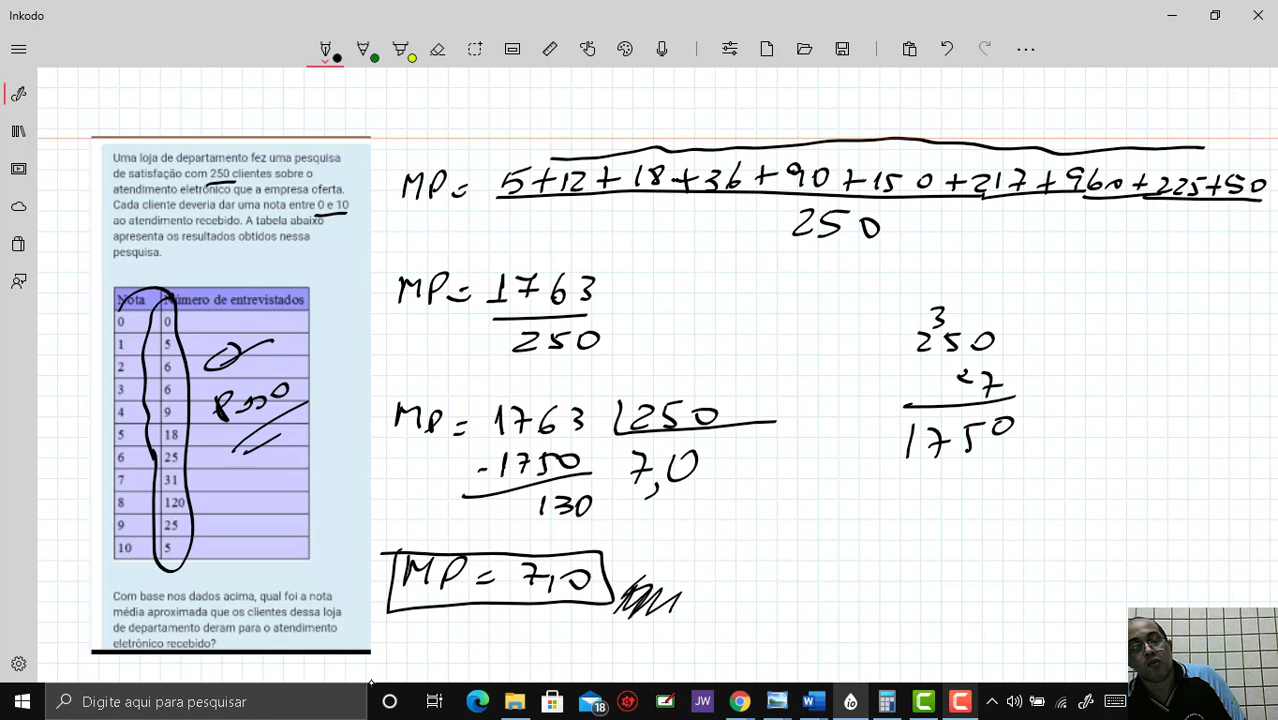 Inkodo
Uma loja de departamento fez uma pesquisa
de satisfação com 250 clientes sobre o
atendimento eletrônico que a empresa oferta.
Cada cliente deveria dar uma nota entre 0 e 10
ao atendimento recebido. A tabela abaixo
apresenta os resultados obtidos nessa
pesquisa.
Nota Número de entrevistados
0 0
1 5
2 6
3 6
4 9
5 18
6 25
7 31
8 120
9 25
10 5
Peso
Com base nos dados acima, qual foi a nota
média aproximada que os clientes dessa loja
de departamento deram para o atendimento
eletrônico recebido?
MP= 5+12+18+36+90+150+217+960+225+50
250
MP= 1763
250
MP= 1763 250
-1750 7,0
130
MP = 7,0
3
250
7
1750
Digite aqui para pesquisar
18
JW